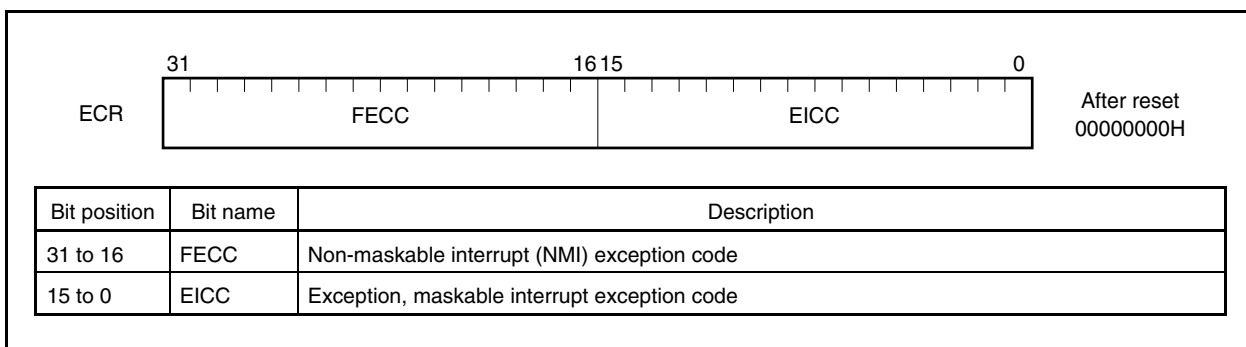 31 16 15 0
ECR FECC EICC After reset
00000000H
Bit position Bit name Description
31 to 16 FECC Non-maskable interrupt (NMI) exception code
15 to 0 EICC Exception, maskable interrupt exception code